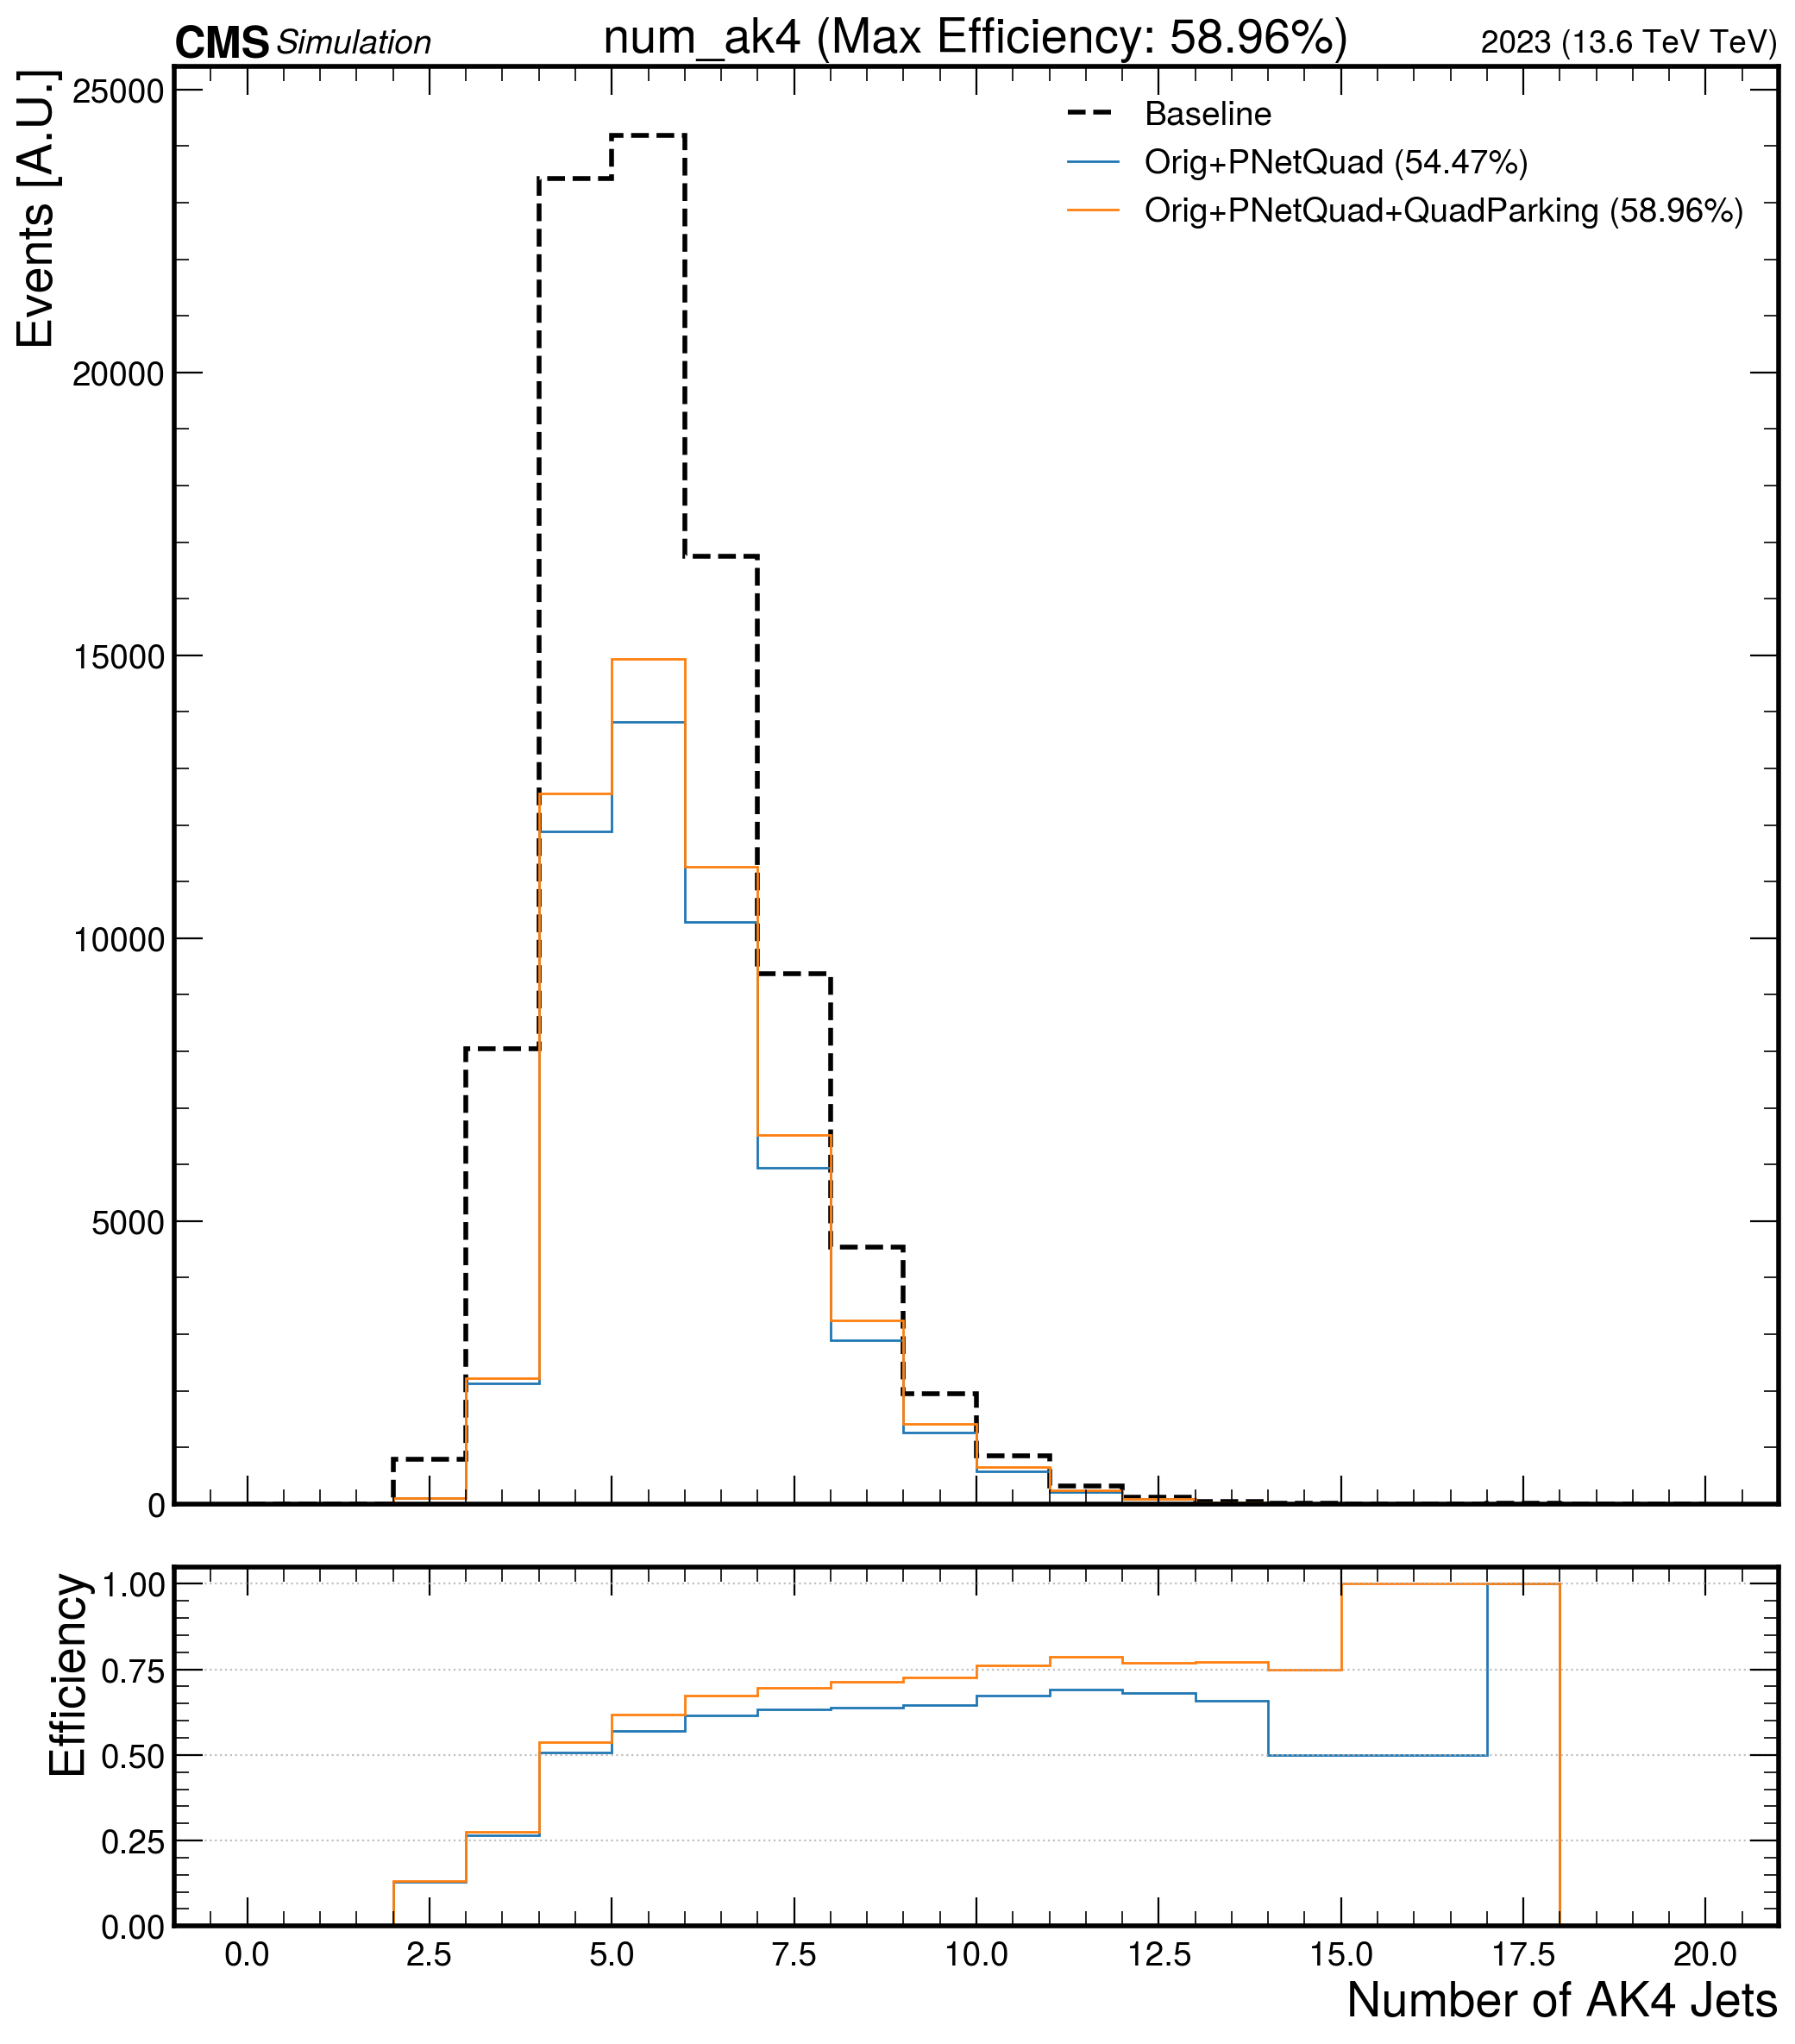 CMS Simulation num_ak4 (Max Efficiency: 58.96%) 2023 (13.6 TeV TeV)
Events [A.U.]
25000
20000
15000
10000
5000
0
Baseline
Orig+PNetQuad (54.47%)
Orig+PNetQuad+QuadParking (58.96%)
Efficiency
1.00
0.75
0.50
0.25
0.00
0.0 2.5 5.0 7.5 10.0 12.5 15.0 17.5 20.0
Number of AK4 Jets